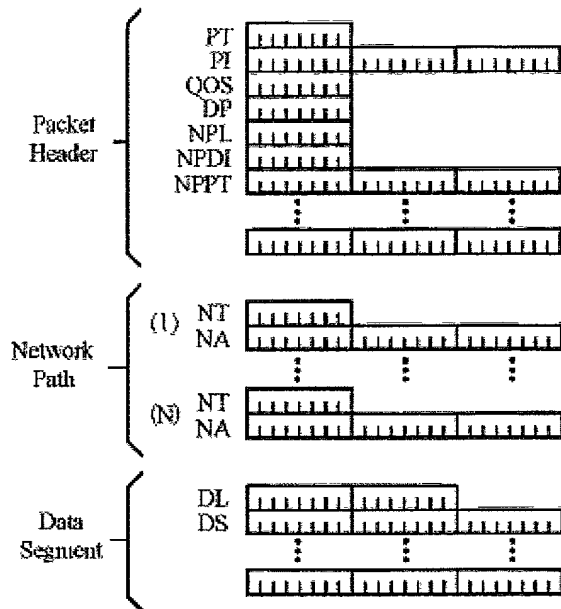 PT
PI
QOS
DP
NPL
NPDI
NPPT
Packet
Header
(1) NT
NA
Network
Path
(N) NT
NA
DL
DS
Data
Segment